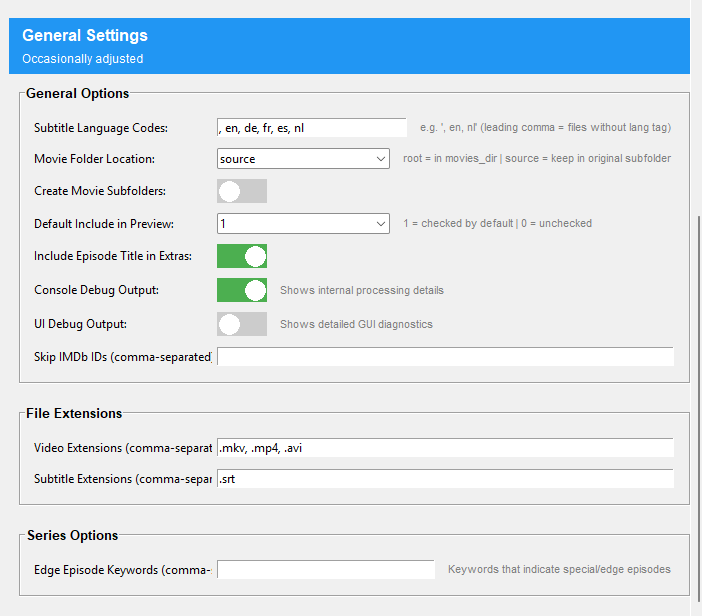 General Settings
Occasionally adjusted
General Options
Subtitle Language Codes: , en, de, fr, es, nl e.g. ', en, nl' (leading comma = files without lang tag)
Movie Folder Location: source root = in movies_dir | source = keep in original subfolder
Create Movie Subfolders:
Default Include in Preview: 1 1 = checked by default | 0 = unchecked
Include Episode Title in Extras:
Console Debug Output: Shows internal processing details
UI Debug Output: Shows detailed GUI diagnostics
Skip IMDb IDs (comma-separated)
File Extensions
Video Extensions (comma-separat .mkv, .mp4, .avi
Subtitle Extensions (comma-separ .srt
Series Options
Edge Episode Keywords (comma- Keywords that indicate special/edge episodes